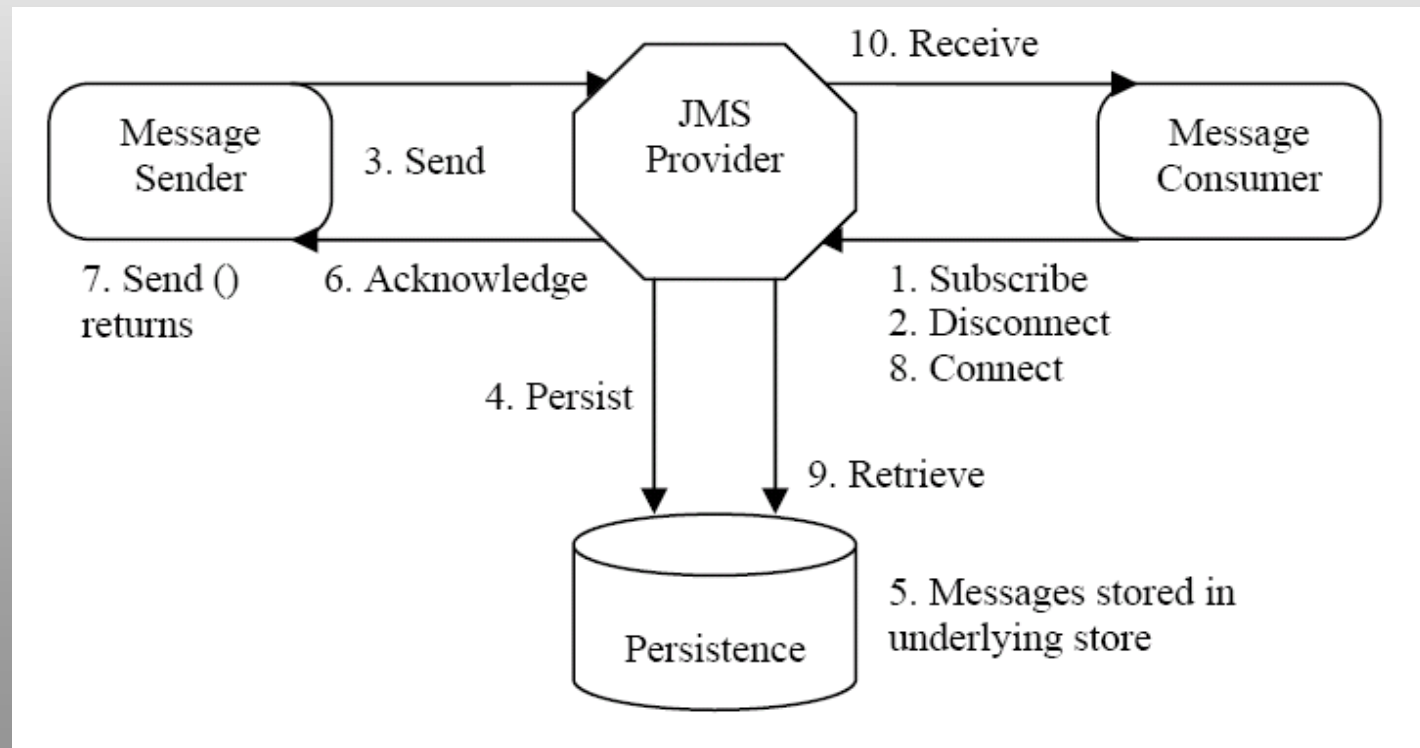 10. Receive
Message
Sender
3. Send
JMS
Provider
Message
Consumer
7. Send ()
returns
6. Acknowledge
1. Subscribe
2. Disconnect
8. Connect
4. Persist
9. Retrieve
5. Messages stored in
underlying store
Persistence